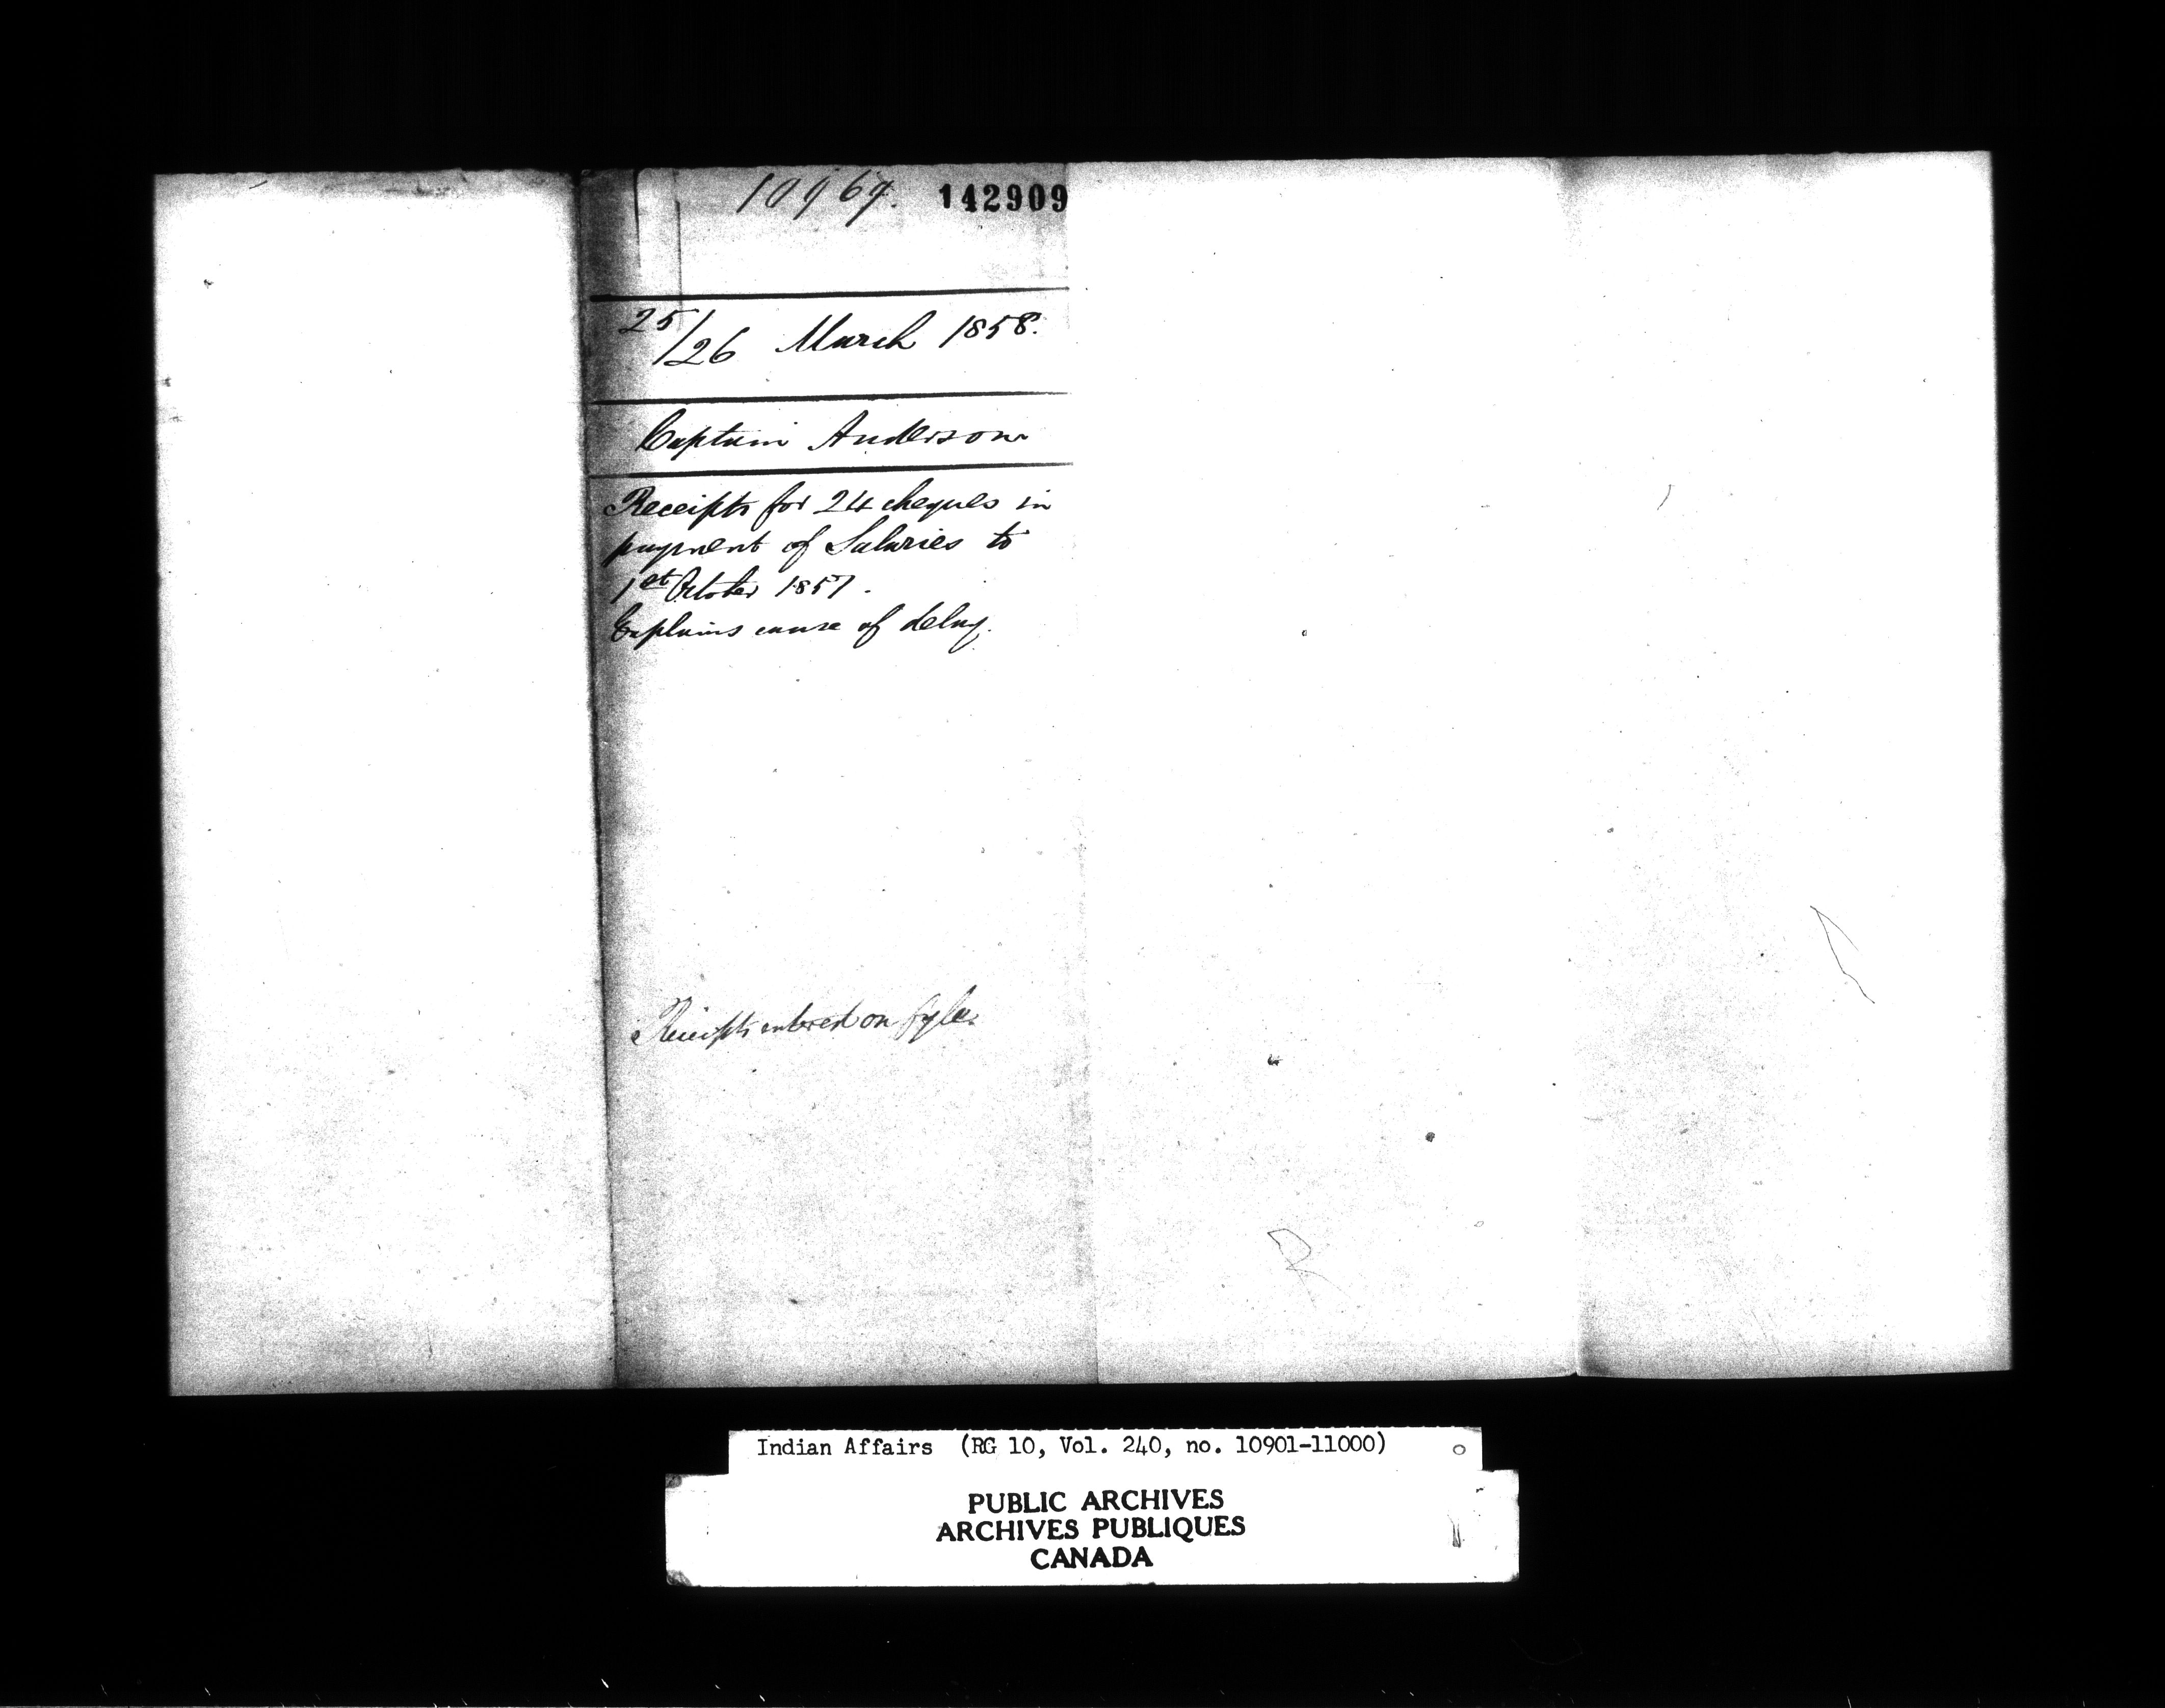 10969. 142909
25/26 March 1858.
Captain Anderson
Receipts for 24 cheques in
payment of Salaries to
1st October 1857.
Explains cause of delay.
Receipts entered on fyle.
Indian Affairs (RG 10, Vol. 240, no. 10901-11000)
PUBLIC ARCHIVES
ARCHIVES PUBLIQUES
CANADA